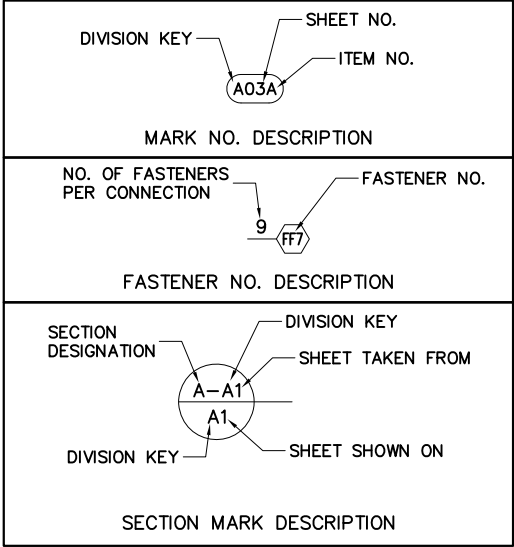 SHEET NO.
DIVISION KEY
ITEM NO.
A03A
MARK NO. DESCRIPTION
NO. OF FASTENERS
PER CONNECTION
FASTENER NO.
9
FF7
FASTENER NO. DESCRIPTION
DIVISION KEY
SECTION
DESIGNATION
SHEET TAKEN FROM
A-A1
A1
DIVISION KEY
SHEET SHOWN ON
SECTION MARK DESCRIPTION